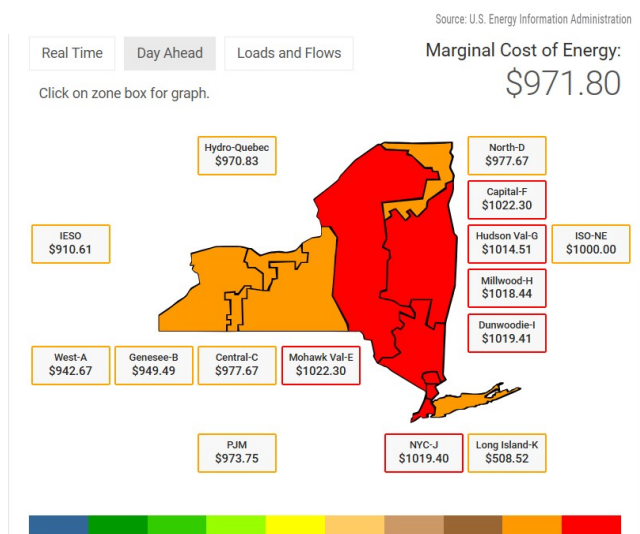 Source: U.S. Energy Information Administration
Real Time
Day Ahead
Loads and Flows
Marginal Cost of Energy:
$971.80
Click on zone box for graph.
Hydro-Quebec
$970.83
North-D
$977.67
Capital-F
$1022.30
IESO
$910.61
Hudson Val-G
$1014.51
ISO-NE
$1000.00
Millwood-H
$1018.44
Dunwoodie-I
$1019.41
West-A
$942.67
Genesee-B
$949.49
Central-C
$977.67
Mohawk Val-E
$1022.30
PJM
$973.75
NYC-J
$1019.40
Long Island-K
$508.52